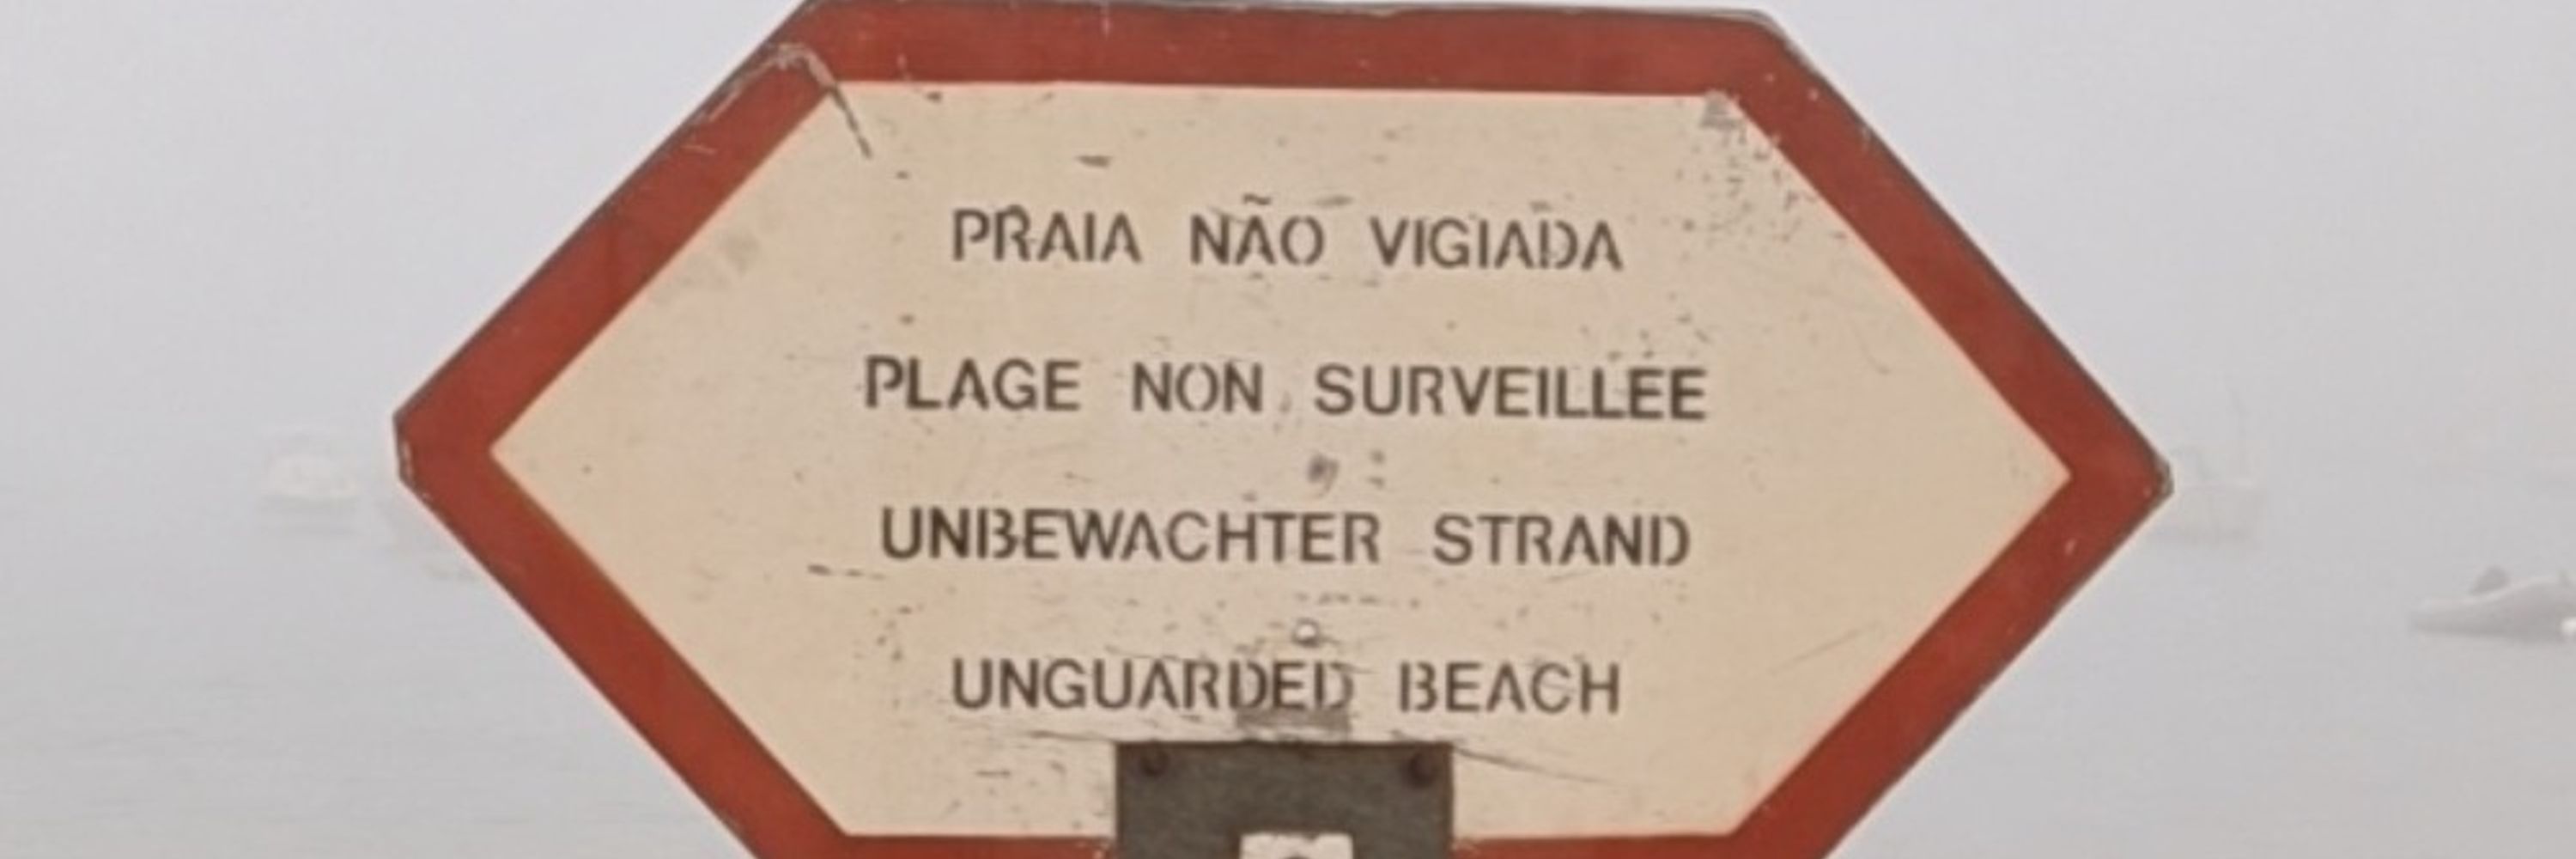 PRAIA NÃO VIGIADA
PLAGE NON SURVEILLEE
UNBEWACHTER STRAND
UNGUARDED BEACH